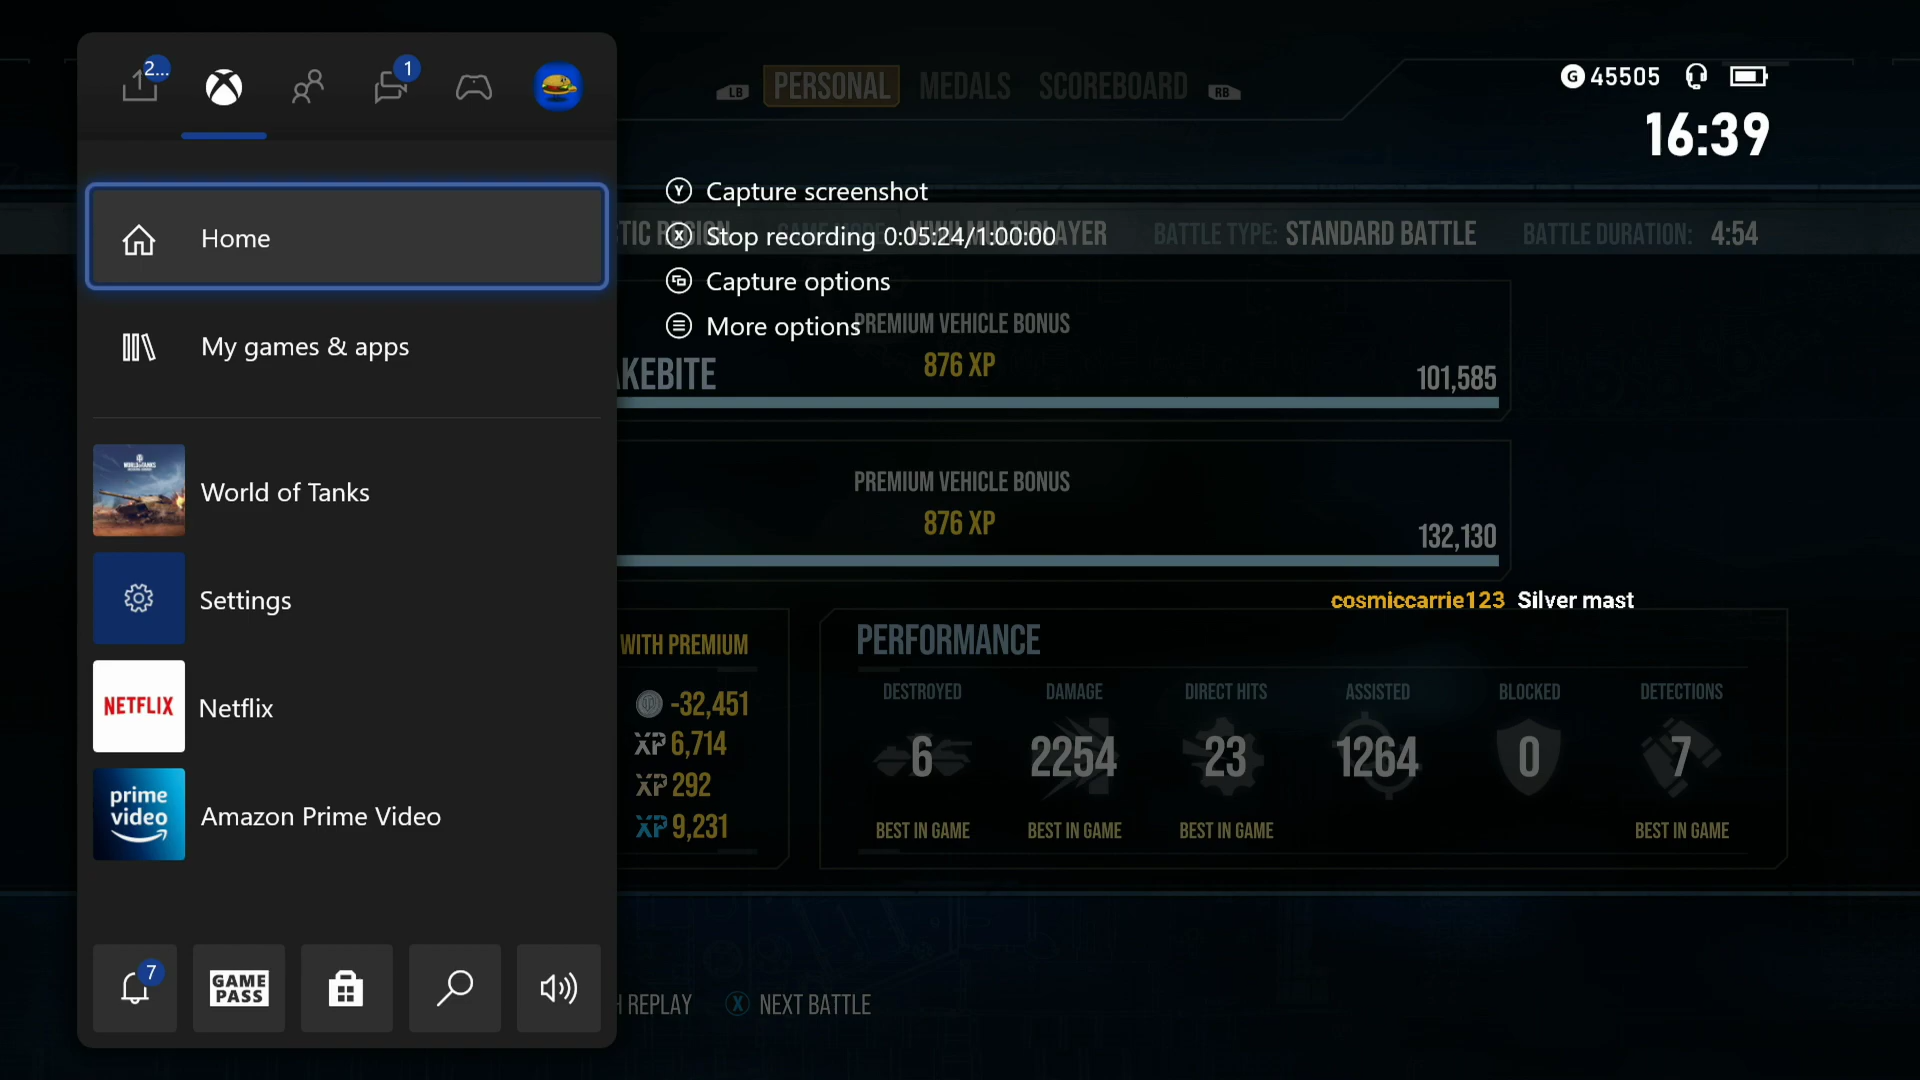 2...
1
LB PERSONAL MEDALS SCOREBOARD RB
G 45505
16:39
Y Capture screenshot
X Stop recording 0:05:24/1:00:00
Capture options
More options
BATTLE TYPE: STANDARD BATTLE BATTLE DURATION: 4:54
Home
My games & apps
World of Tanks
Settings
NETFLIX Netflix
prime video Amazon Prime Video
7
GAME PASS
PREMIUM VEHICLE BONUS
876 XP
AKEBITE
101,585
PREMIUM VEHICLE BONUS
876 XP
132,130
cosmiccarrie123 Silver mast
WITH PREMIUM
-32,451
XP 6,714
XP 292
XP 9,231
PERFORMANCE
DESTROYED DAMAGE DIRECT HITS ASSISTED BLOCKED DETECTIONS
6 2254 23 1264 0 7
BEST IN GAME BEST IN GAME BEST IN GAME BEST IN GAME
REPLAY X NEXT BATTLE